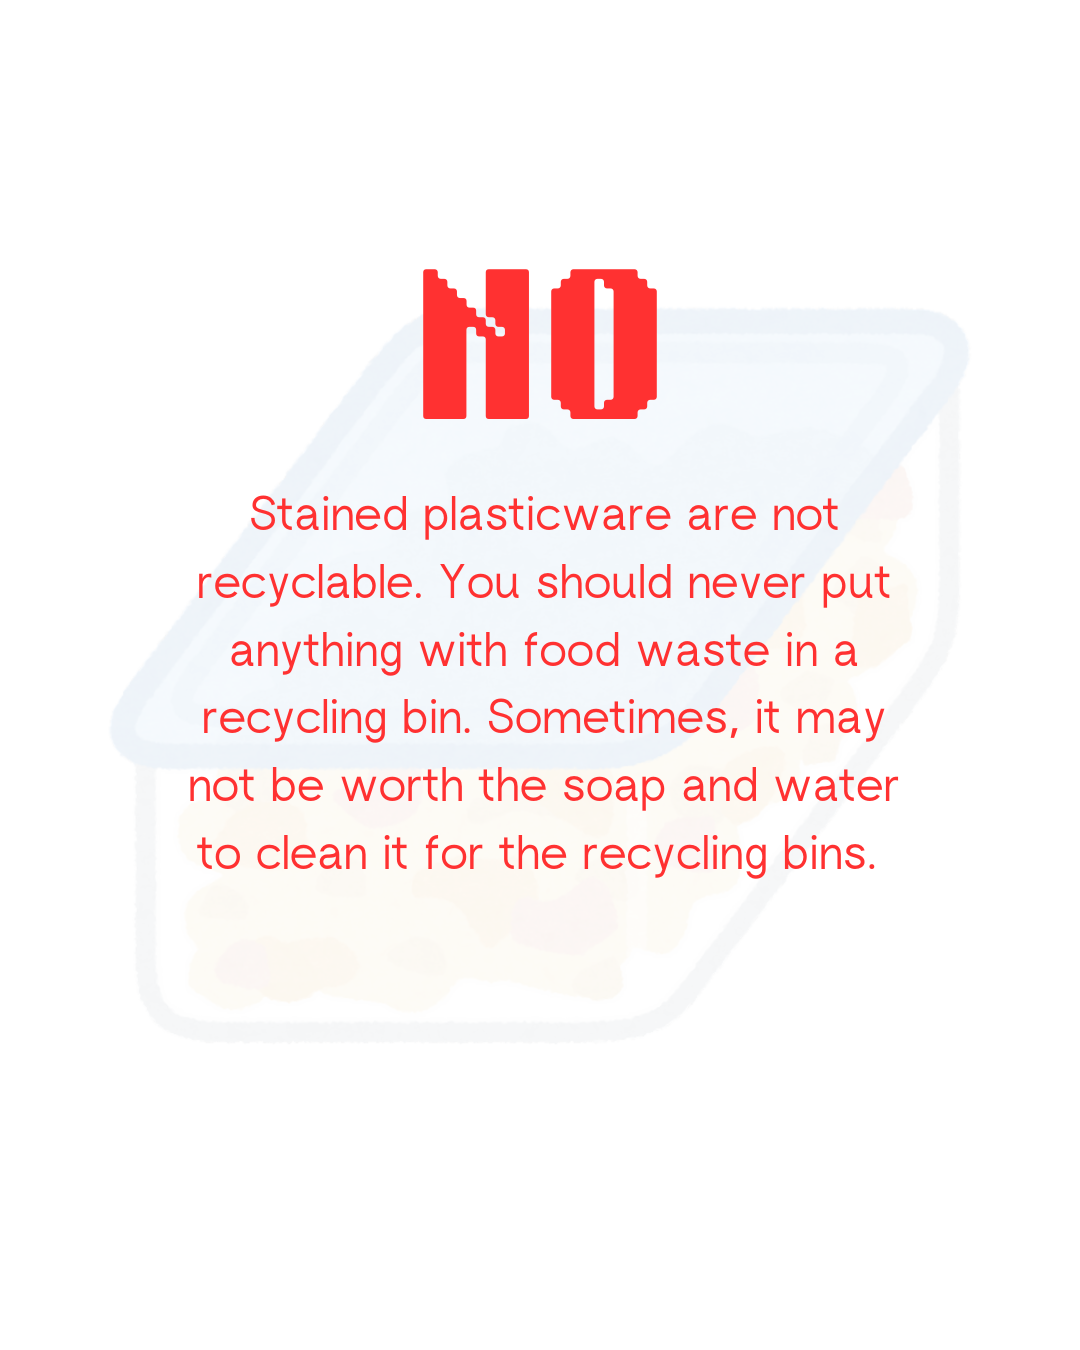 NO
Stained plasticware are not
recyclable. You should never put
anything with food waste in a
recycling bin. Sometimes, it may
not be worth the soap and water
to clean it for the recycling bins.